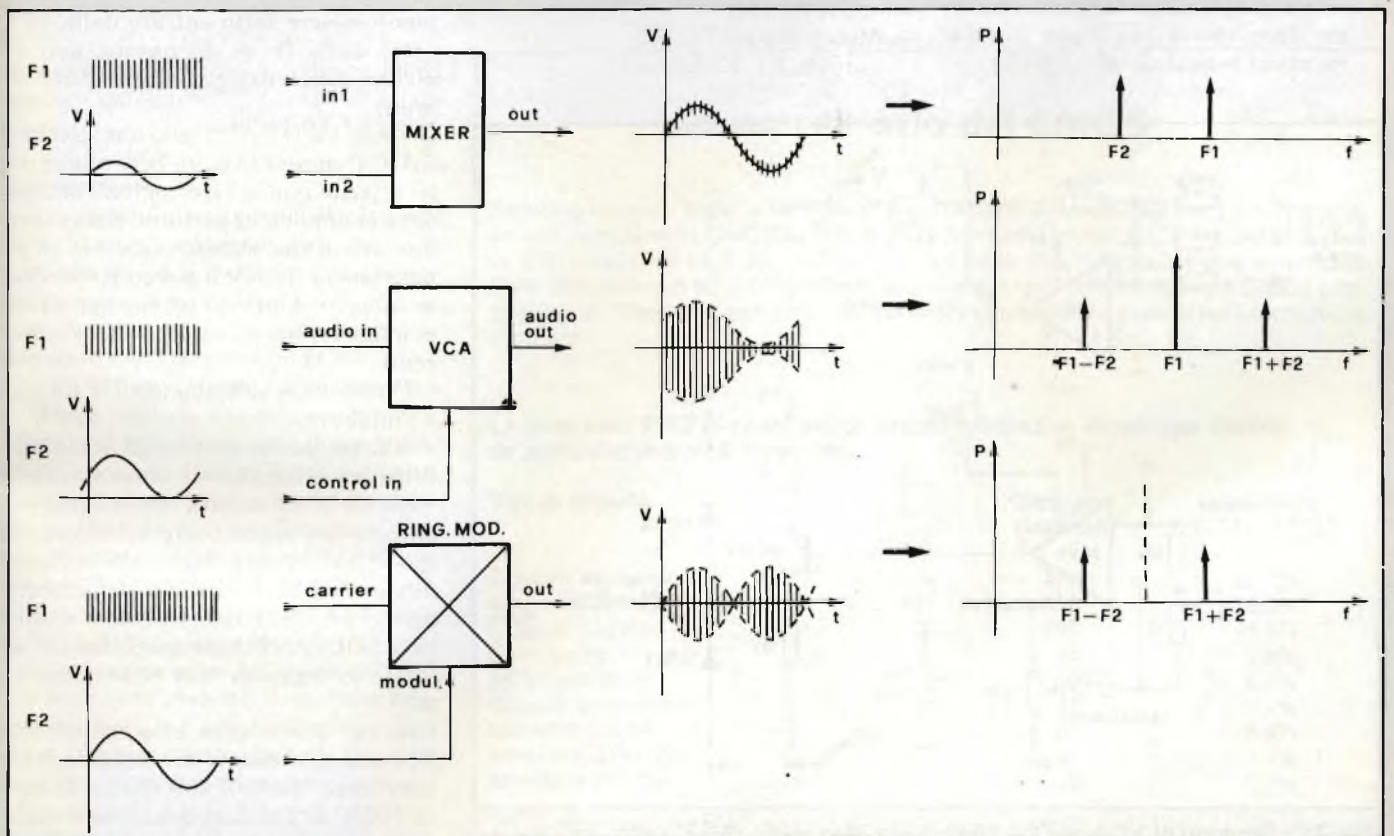 F1
in1
V
F2
t
in2
MIXER
out
V
t
P
F2
F1
f
F1
audio in
VCA
audio
out
V
F2
t
control in
V
t
P
F1-F2
F1
F1+F2
f
RING. MOD.
F1
carrier
out
modul.
V
F2
t
V
t
P
F1-F2
F1+F2
f